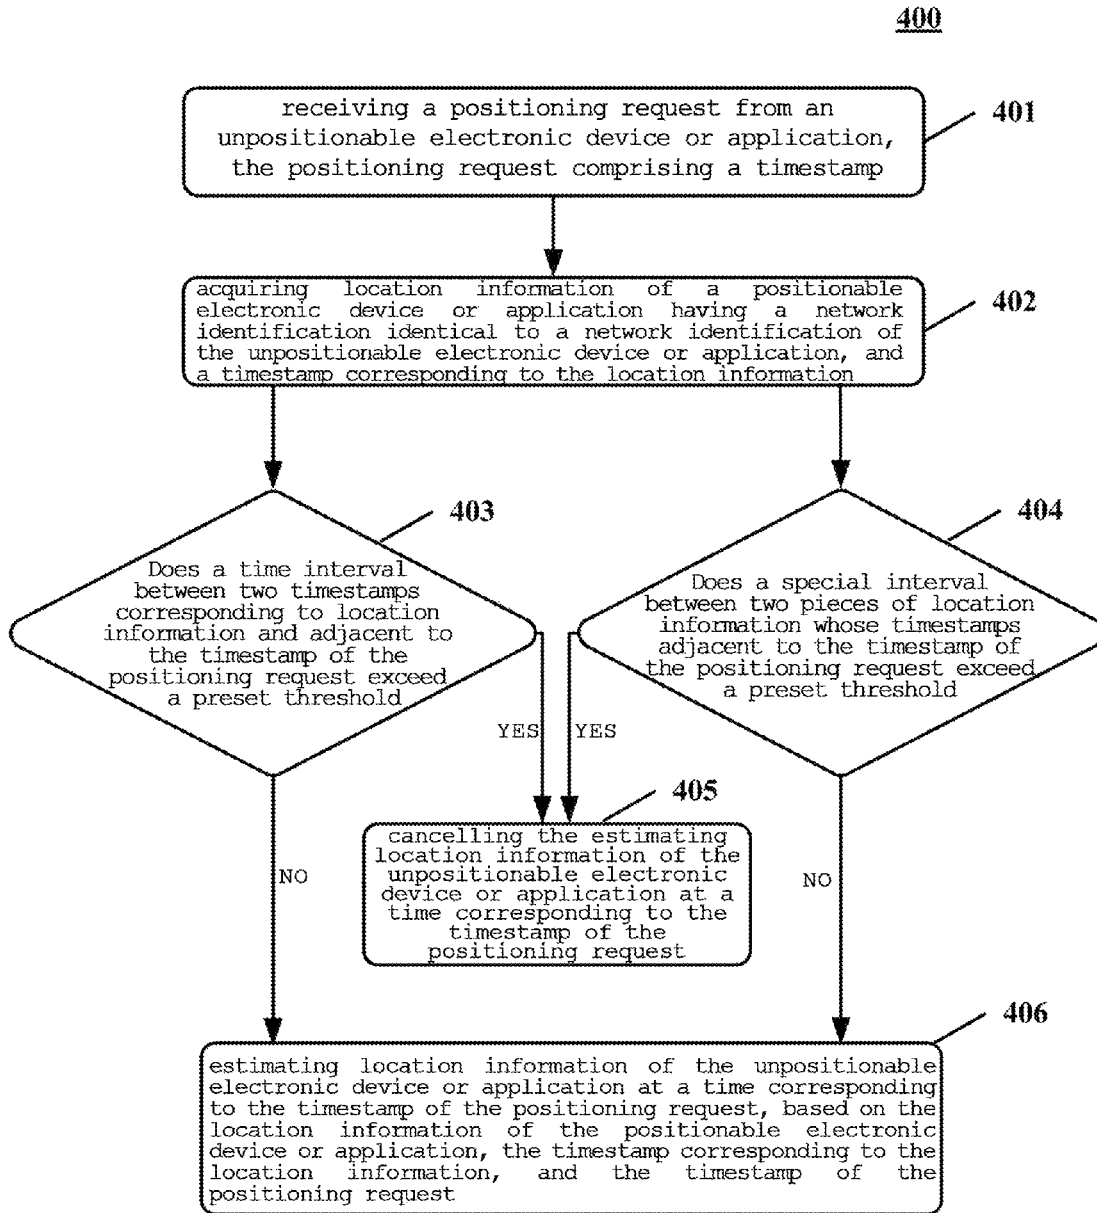 400
receiving a positioning request from an
unpositionable electronic device or application,
the positioning request comprising a timestamp
401
acquiring location information of a positionable
electronic device or application having a network
identification identical to a network identification of
the unpositionable electronic device or application, and
a timestamp corresponding to the location information
402
403
Does a time interval
between two timestamps
corresponding to location
information and adjacent to
the timestamp of the
positioning request exceed
a preset threshold
404
Does a special interval
between two pieces of location
information whose timestamps
adjacent to the timestamp of
the positioning request exceed
a preset threshold
YES
YES
405
cancelling the estimating
location information of the
unpositionable electronic
device or application at a
time corresponding to the
timestamp of the
positioning request
NO
NO
406
estimating location information of the unpositionable
electronic device or application at a time corresponding
to the timestamp of the positioning request, based on the
location information of the positionable electronic
device or application, the timestamp corresponding to the
location information, and the timestamp of the
positioning request